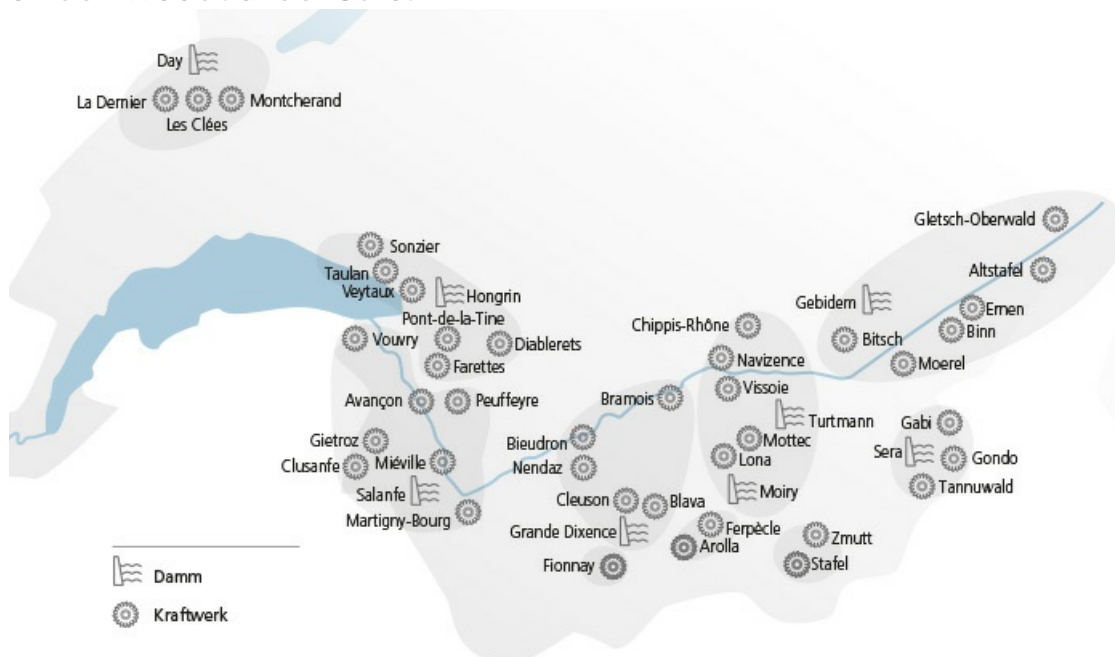 Day
La Dernier
Montcherand
Les Clées
Gletsch-Oberwald
Sonzier
Taulan
Altstafel
Veytaux
Hongrin
Gebidem
Ernen
Pont-de-la-Tine
Chippis-Rhône
Binn
Vouvry
Diablerets
Bitsch
Farettes
Navizence
Moerel
Vissoie
Avançon
Peuffeyre
Bramois
Turtmann
Gabi
Gietroz
Bieudron
Mottec
Sera
Gondo
Clusanfe
Miéville
Nendaz
Lona
Tannuwald
Salanfe
Cleuson
Blava
Moiry
Martigny-Bourg
Grande Dixence
Ferpècle
Zmutt
Arolla
Fionnay
Stafel
Damm
Kraftwerk